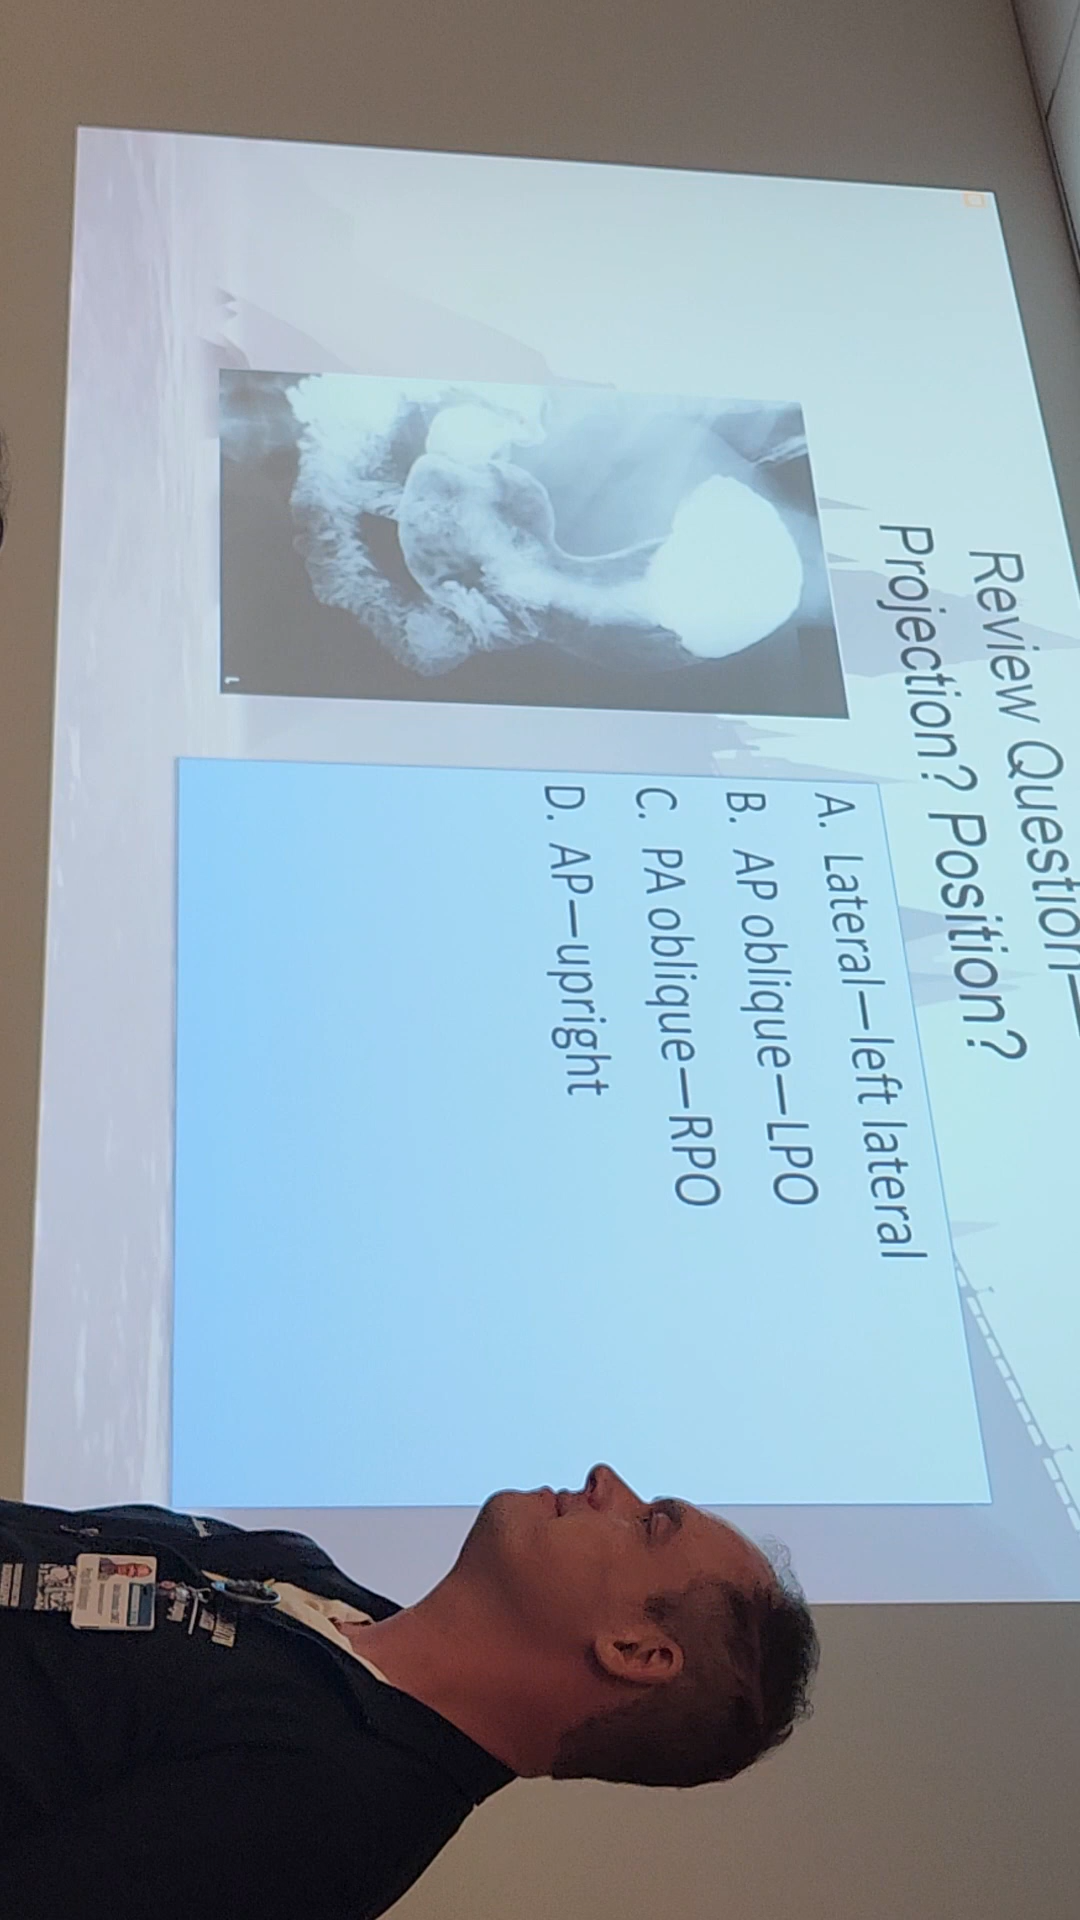 Review Question—
Projection? Position?
A. Lateral—left lateral
B. AP oblique—LPO
C. PA oblique—RPO
D. AP—upright
L